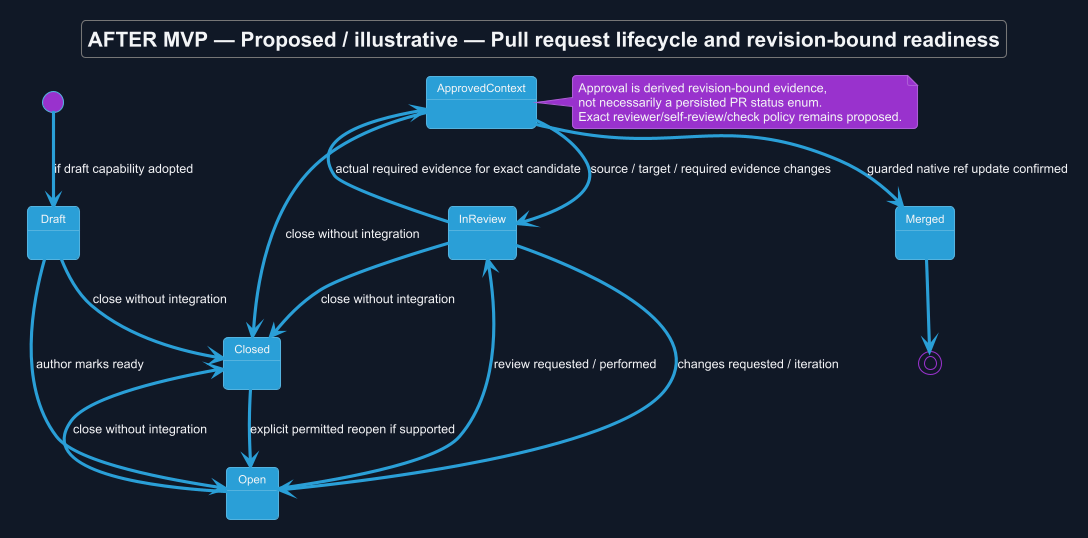 AFTER MVP — Proposed / illustrative — Pull request lifecycle and revision-bound readiness
ApprovedContext
Approval is derived revision-bound evidence,
not necessarily a persisted PR status enum.
Exact reviewer/self-review/check policy remains proposed.
if draft capability adopted
actual required evidence for exact candidate
source / target / required evidence changes
guarded native ref update confirmed
Draft
InReview
Merged
close without integration
close without integration
close without integration
Closed
author marks ready
review requested / performed
changes requested / iteration
close without integration
explicit permitted reopen if supported
Open